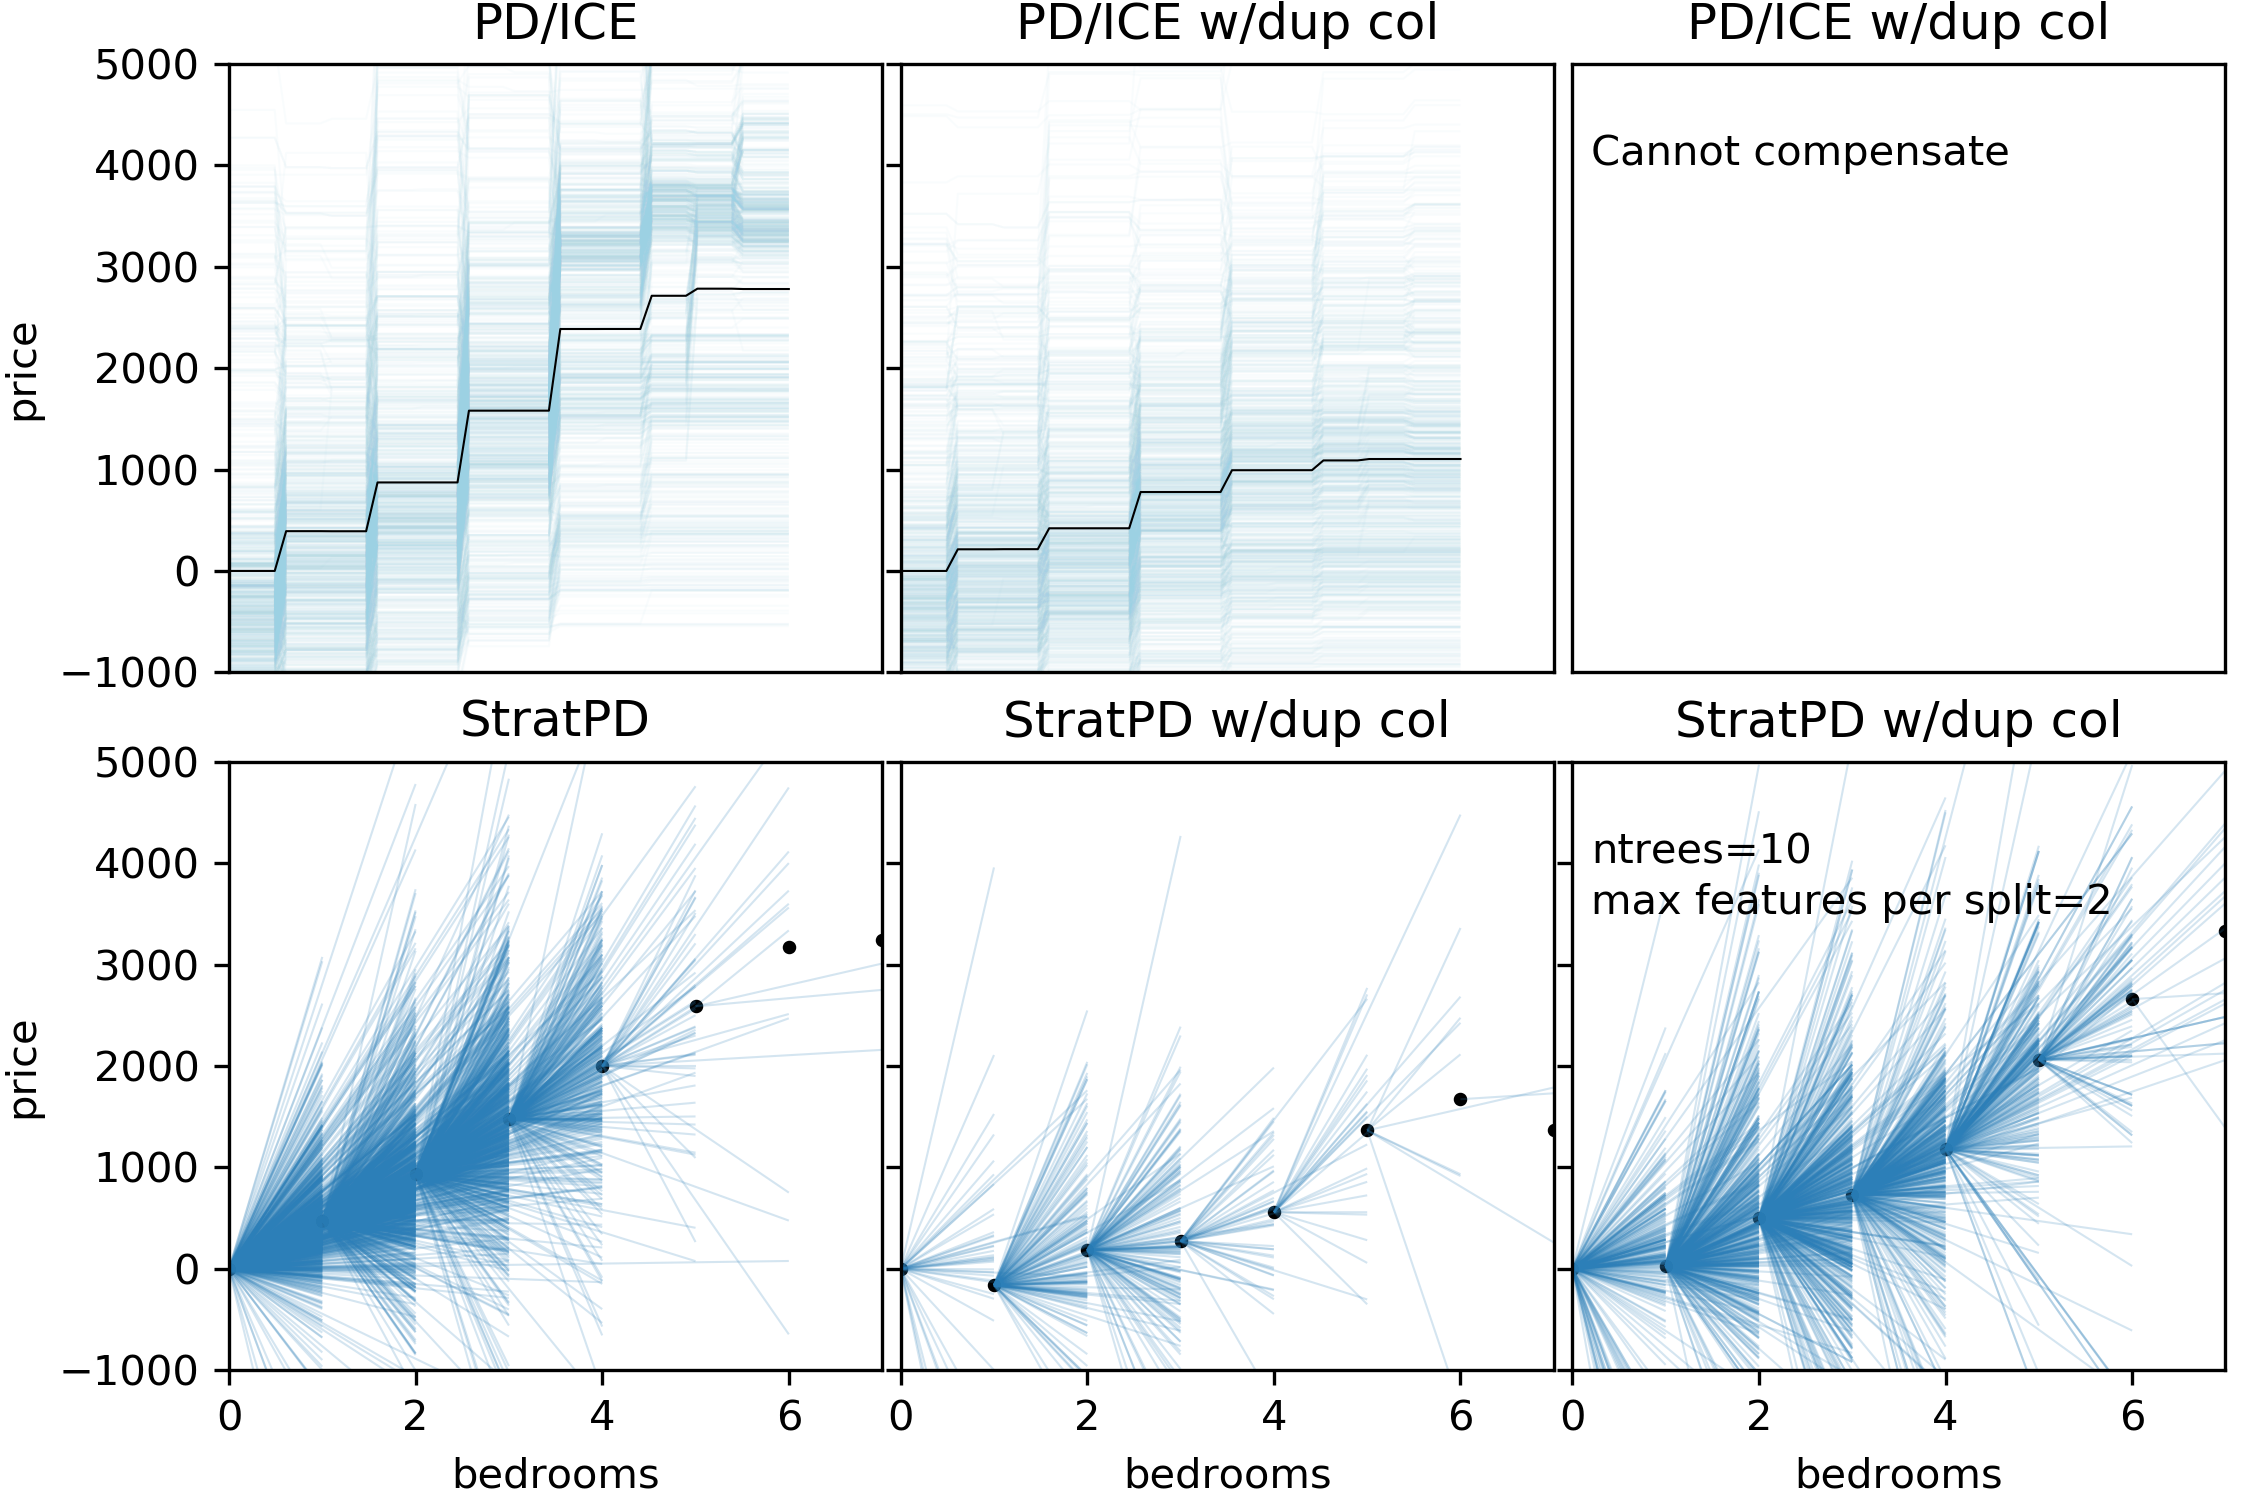 PD/ICE
PD/ICE w/dup col
PD/ICE w/dup col
5000
4000
3000
2000
1000
0
−1000
price
Cannot compensate
StratPD
StratPD w/dup col
StratPD w/dup col
5000
4000
3000
2000
1000
0
−1000
price
ntrees=10
max features per split=2
0 2 4 6
0 2 4 6
0 2 4 6
bedrooms
bedrooms
bedrooms